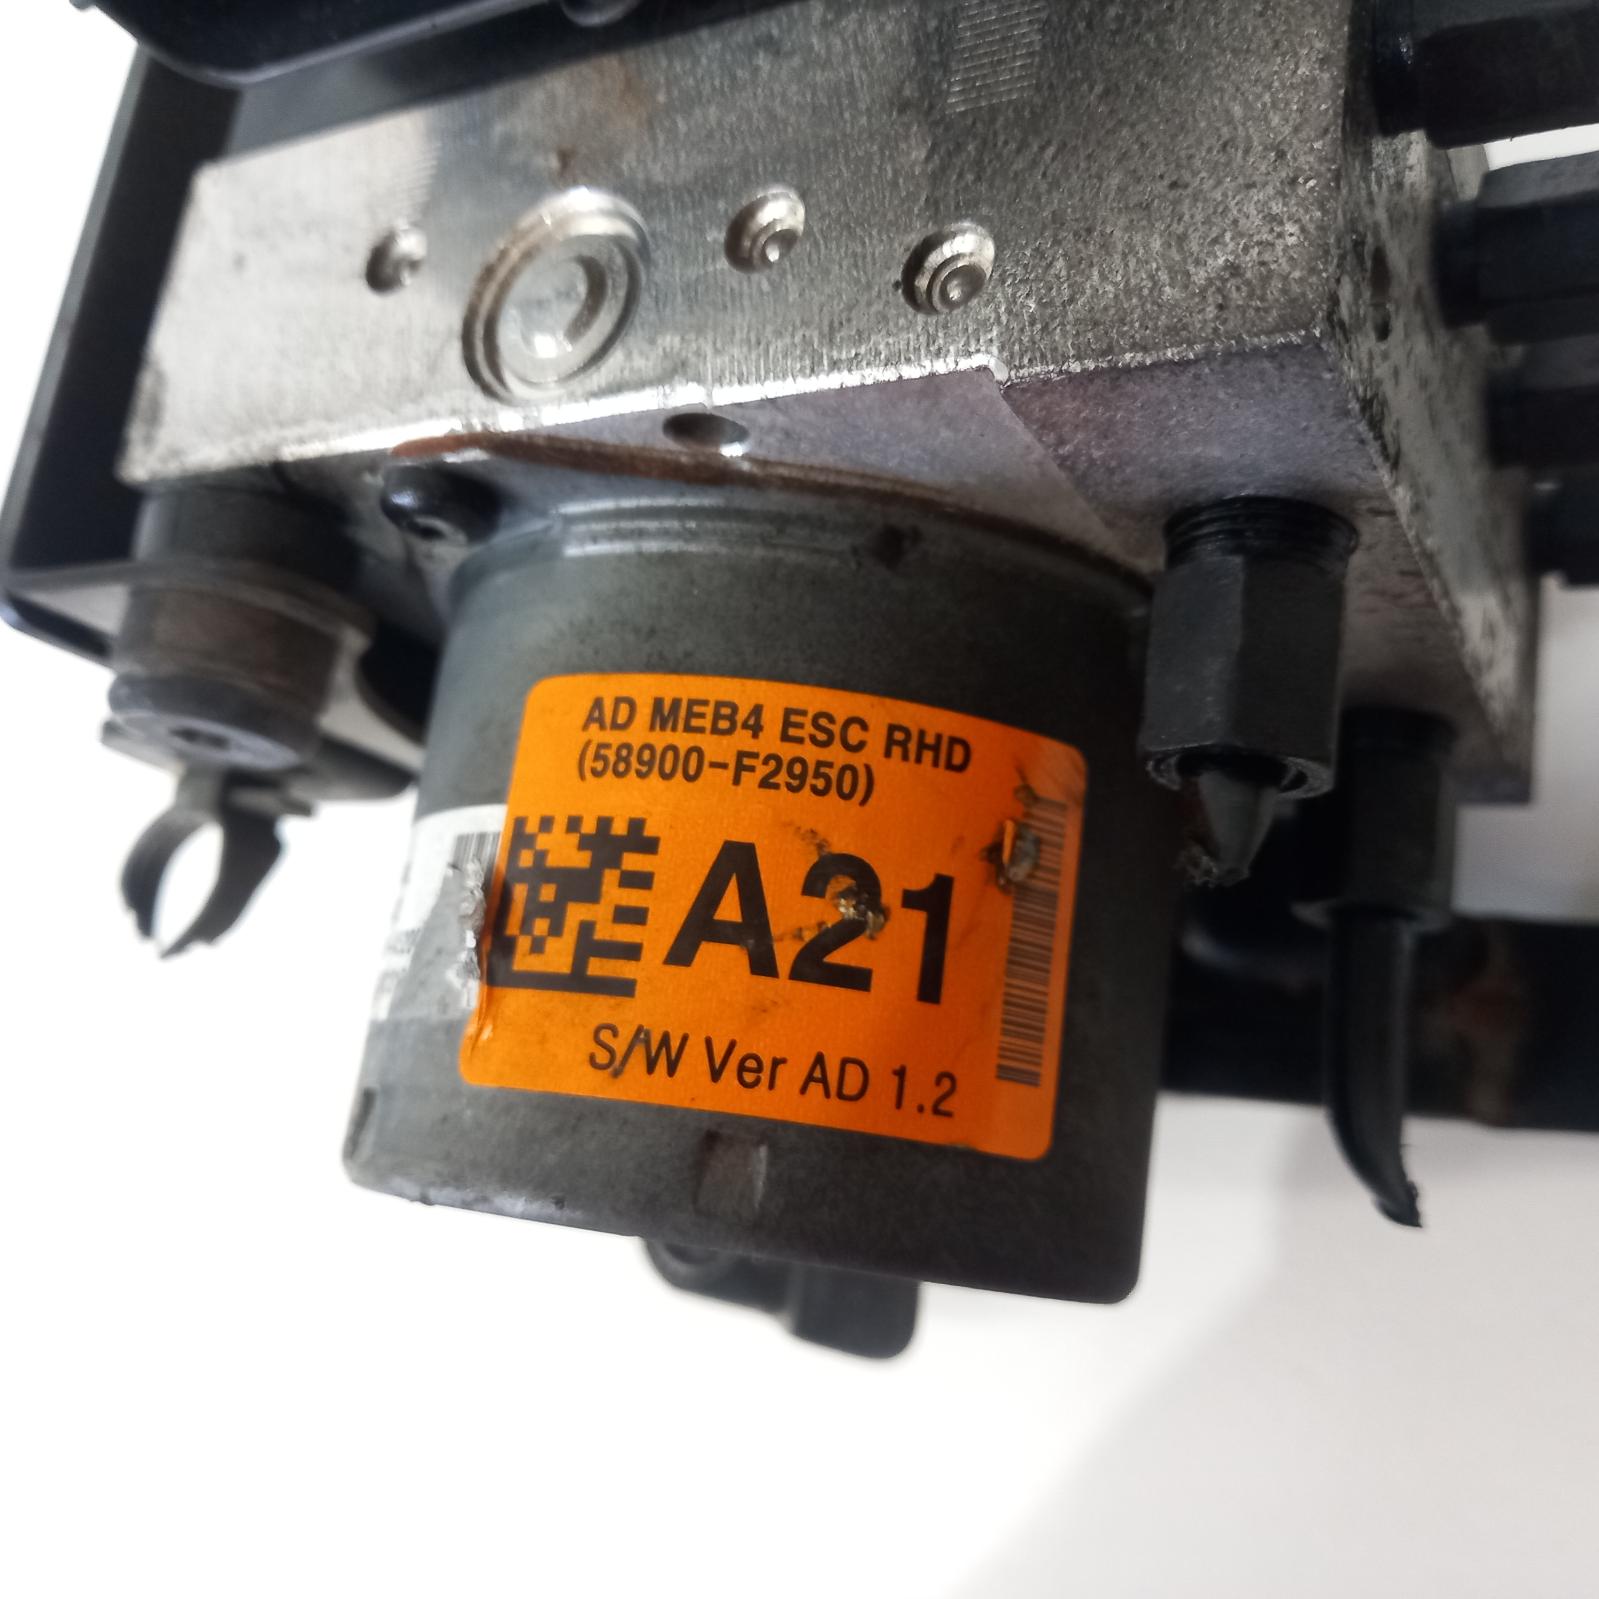 AD MEB4 ESC RHD
(58900-F2950)
A21
S/W Ver AD 1.2